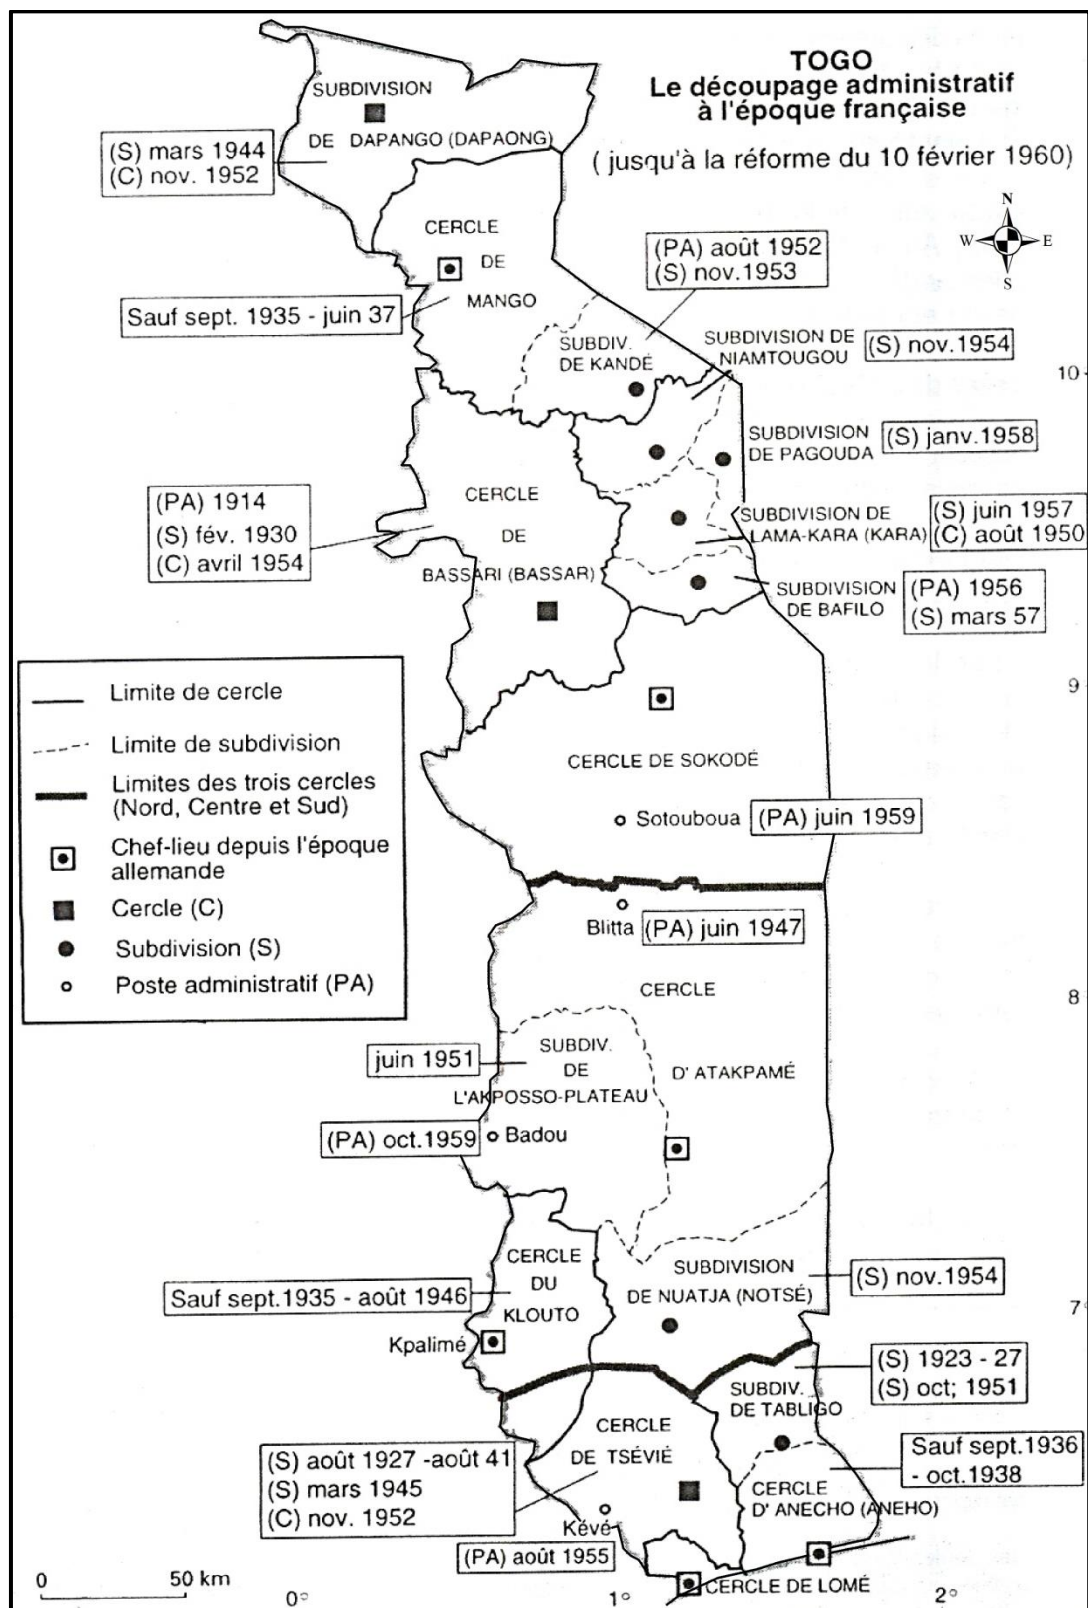 TOGO
Le découpage administratif
à l'époque française
( jusqu'à la réforme du 10 février 1960)
N
W
E
S
SUBDIVISION
DE DAPANGO (DAPAONG)
(S) mars 1944
(C) nov. 1952
CERCLE
DE
MANGO
Sauf sept. 1935 - juin 37
(PA) août 1952
(S) nov.1953
SUBDIV.
DE KANDÉ
SUBDIVISION DE
NIAMTOUGOU
(S) nov.1954
10
SUBDIVISION
DE PAGOUDA
(S) janv.1958
(PA) 1914
(S) fév. 1930
(C) avril 1954
CERCLE
DE
BASSARI (BASSAR)
SUBDIVISION DE
LAMA-KARA (KARA)
(S) juin 1957
(C) août 1950
SUBDIVISION
DE BAFILO
(PA) 1956
(S) mars 57
Limite de cercle
Limite de subdivision
Limites des trois cercles
(Nord, Centre et Sud)
Chef-lieu depuis l'époque
allemande
Cercle (C)
Subdivision (S)
Poste administratif (PA)
9
CERCLE DE SOKODÉ
Sotouboua
(PA) juin 1959
Blitta
(PA) juin 1947
8
CERCLE
D' ATAKPAMÉ
juin 1951
SUBDIV.
DE
L'AKPOSSO-PLATEAU
(PA) oct.1959
Badou
CERCLE
DU
KLOUTO
Sauf sept.1935 - août 1946
Kpalimé
SUBDIVISION
DE NUATJA (NOTSÉ)
(S) nov.1954
7
(S) 1923 - 27
(S) oct; 1951
SUBDIV.
DE TABLIGO
CERCLE
DE TSÉVIÉ
(S) août 1927 -août 41
(S) mars 1945
(C) nov. 1952
Sauf sept.1936
- oct.1938
CERCLE
D' ANECHO (ANEHO)
Kévé
(PA) août 1955
CERCLE DE LOMÉ
0
50 km
0°
1°
2°